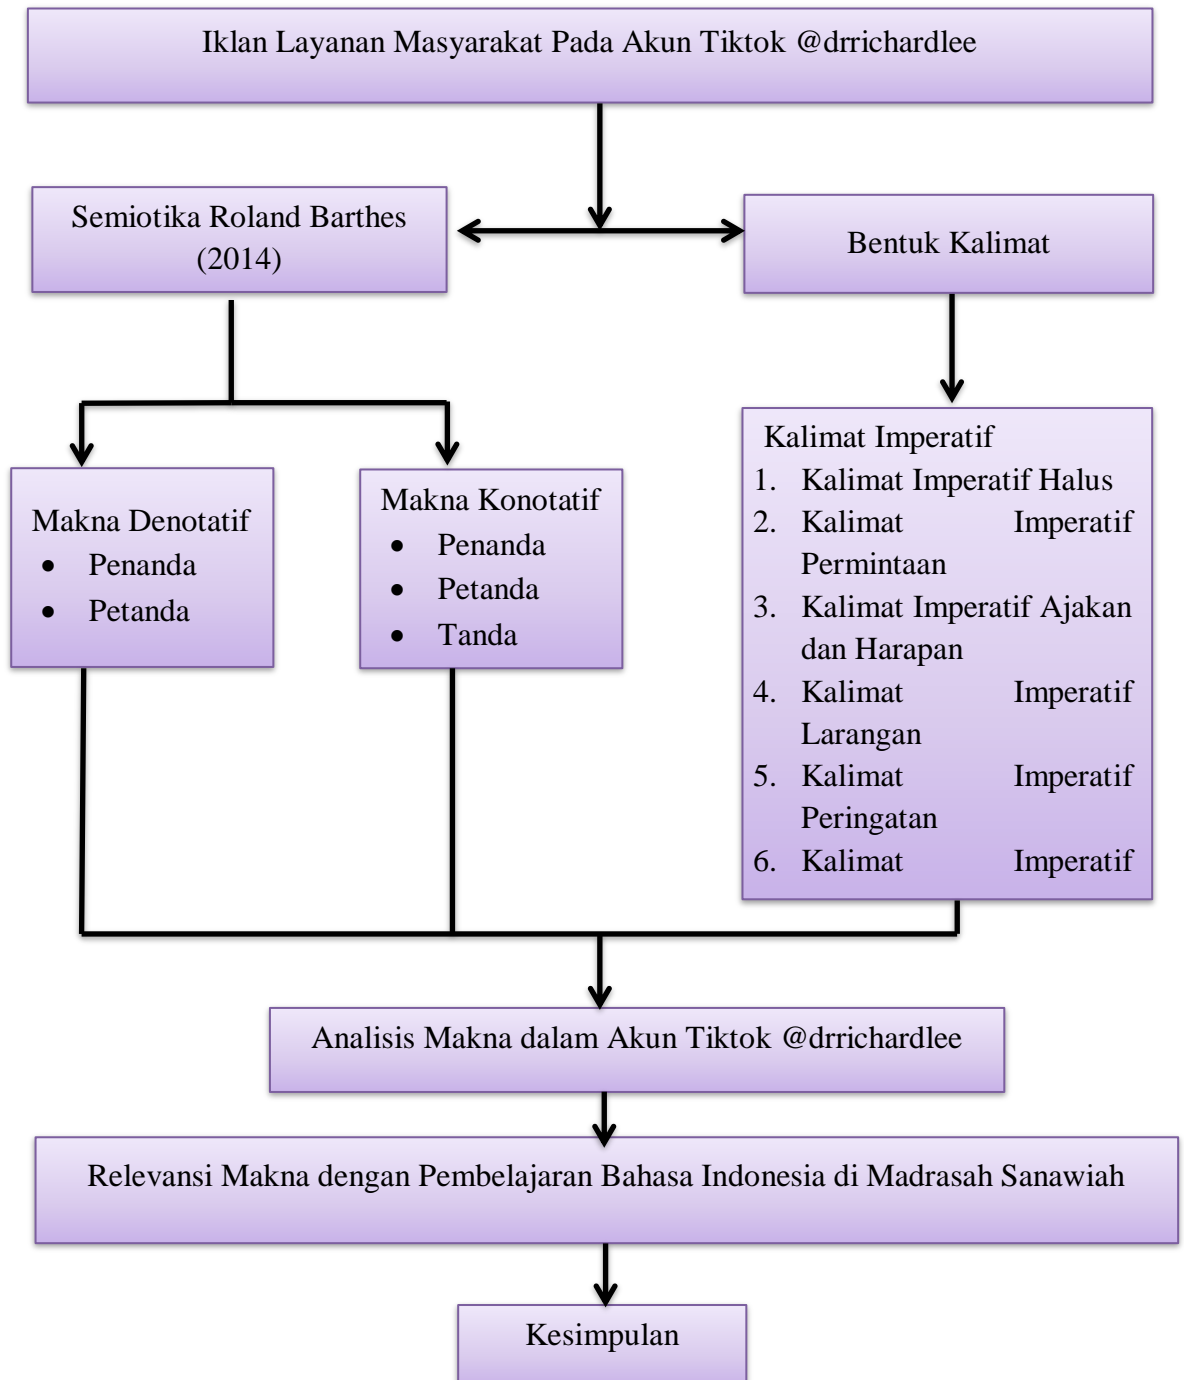 Iklan Layanan Masyarakat Pada Akun Tiktok @drrichardlee
Semiotika Roland Barthes
(2014)
Bentuk Kalimat
Makna Denotatif
• Penanda
• Petanda
Makna Konotatif
• Penanda
• Petanda
• Tanda
Kalimat Imperatif
1. Kalimat Imperatif Halus
2. Kalimat Imperatif
Permintaan
3. Kalimat Imperatif Ajakan
dan Harapan
4. Kalimat Imperatif
Larangan
5. Kalimat Imperatif
Peringatan
6. Kalimat Imperatif
Analisis Makna dalam Akun Tiktok @drrichardlee
Relevansi Makna dengan Pembelajaran Bahasa Indonesia di Madrasah Sanawiah
Kesimpulan